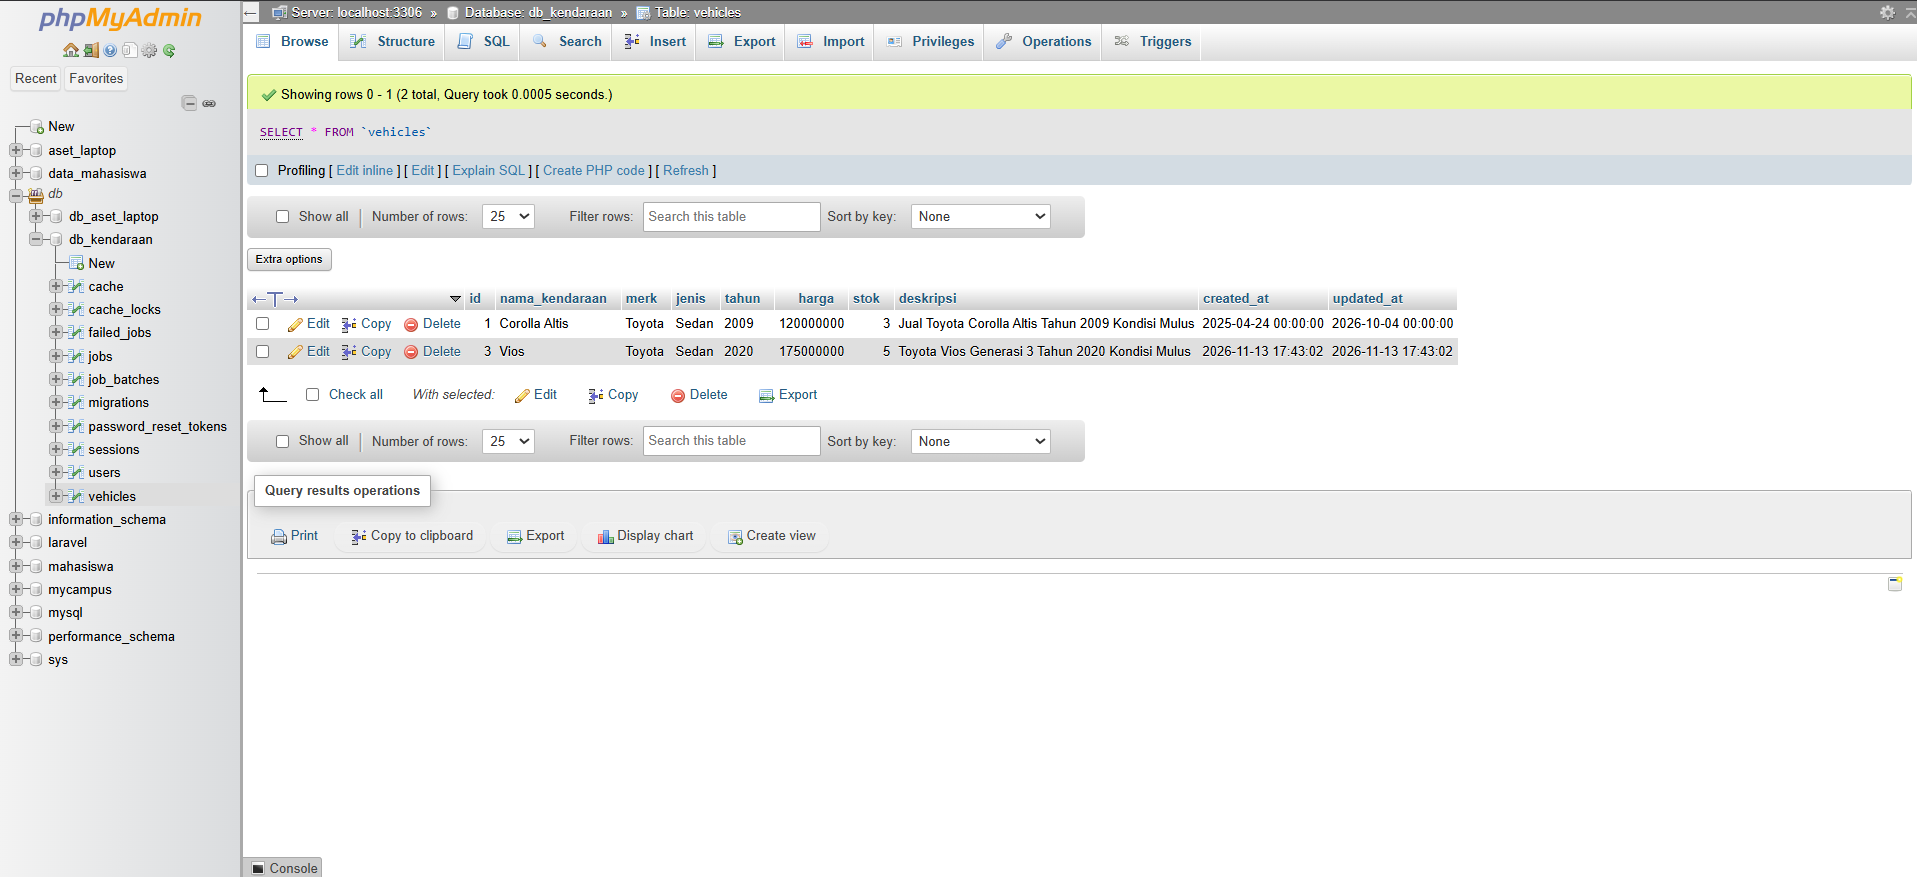 phpMyAdmin
Recent Favorites
New
aset_laptop
data_mahasiswa
db
db_aset_laptop
db_kendaraan
New
cache
cache_locks
failed_jobs
jobs
job_batches
migrations
password_reset_tokens
sessions
users
vehicles
information_schema
laravel
mahasiswa
mycampus
mysql
performance_schema
sys
Server: localhost:3306 » Database: db_kendaraan » Table: vehicles
Browse Structure SQL Search Insert Export Import Privileges Operations Triggers
Showing rows 0 - 1 (2 total, Query took 0.0005 seconds.)
SELECT * FROM `vehicles`
Profiling [ Edit inline ] [ Edit ] [ Explain SQL ] [ Create PHP code ] [ Refresh ]
Show all Number of rows: 25 Filter rows: Search this table Sort by key: None
Extra options
id nama_kendaraan merk jenis tahun harga stok deskripsi created_at updated_at
Edit Copy Delete 1 Corolla Altis Toyota Sedan 2009 120000000 3 Jual Toyota Corolla Altis Tahun 2009 Kondisi Mulus 2025-04-24 00:00:00 2026-10-04 00:00:00
Edit Copy Delete 3 Vios Toyota Sedan 2020 175000000 5 Toyota Vios Generasi 3 Tahun 2020 Kondisi Mulus 2026-11-13 17:43:02 2026-11-13 17:43:02
Check all With selected: Edit Copy Delete Export
Show all Number of rows: 25 Filter rows: Search this table Sort by key: None
Query results operations
Print Copy to clipboard Export Display chart Create view
Console